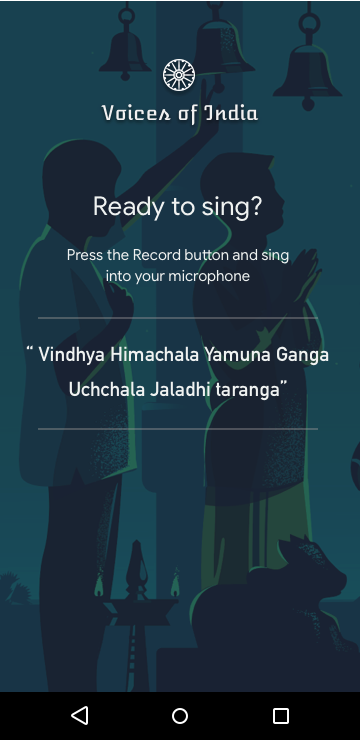 Voices of India
Ready to sing?
Press the Record button and sing
into your microphone
“ Vindhya Himachala Yamuna Ganga
Uchchala Jaladhi taranga”